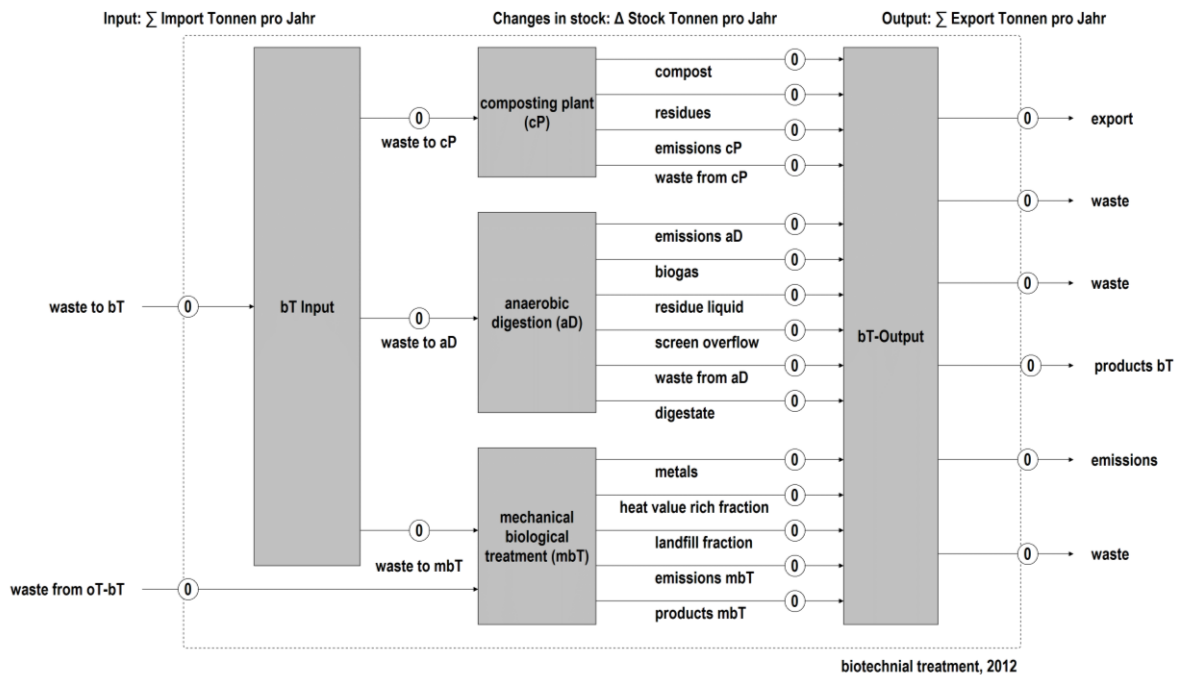 Input: ∑ Import Tonnen pro Jahr
Changes in stock: Δ Stock Tonnen pro Jahr
Output: ∑ Export Tonnen pro Jahr
waste to bT
0
waste from oT-bT
0
bT Input
0
waste to cP
0
waste to aD
0
waste to mbT
composting plant
(cP)
0
compost
0
residues
0
emissions cP
0
waste from cP
anaerobic
digestion (aD)
0
emissions aD
0
biogas
0
residue liquid
0
screen overflow
0
waste from aD
0
digestate
mechanical
biological
treatment (mbT)
0
metals
0
heat value rich fraction
0
landfill fraction
0
emissions mbT
0
products mbT
bT-Output
0
export
0
waste
0
waste
0
products bT
0
emissions
0
waste
biotechnial treatment, 2012